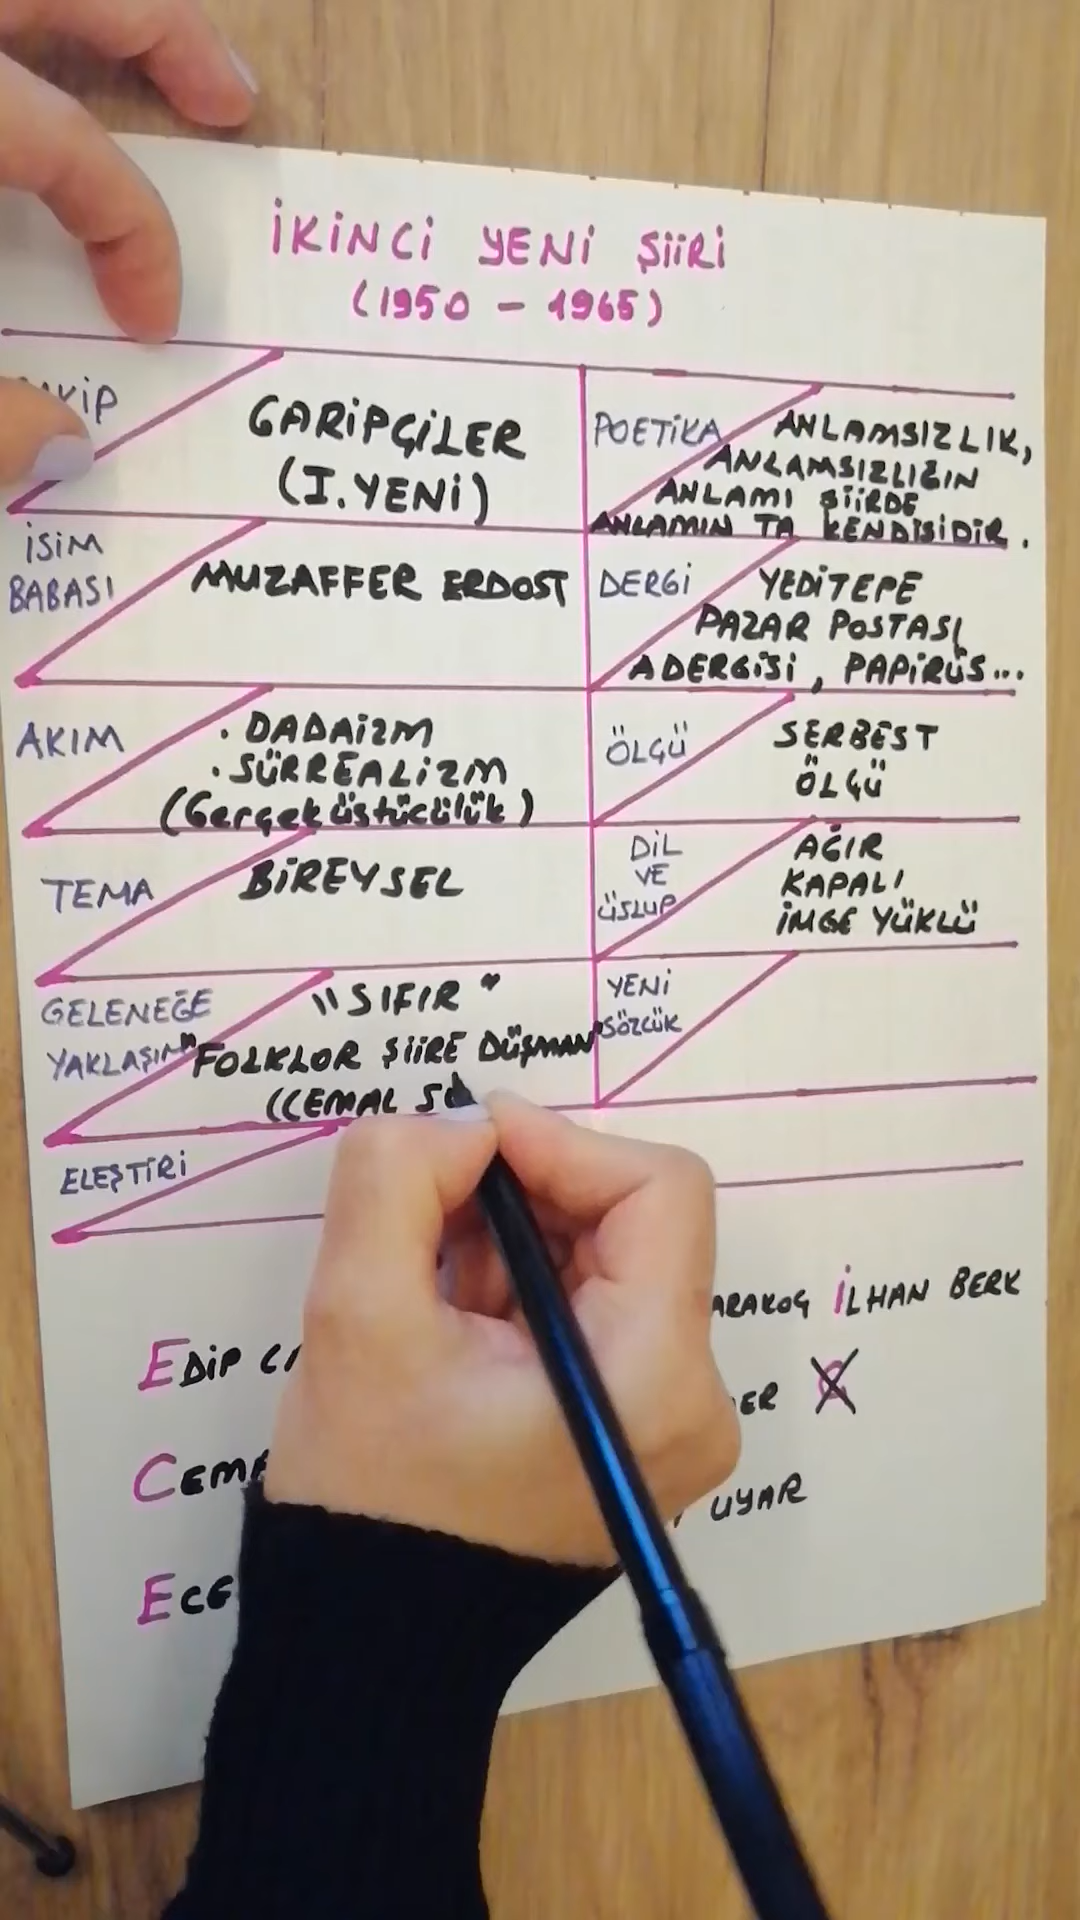 İKİNCİ YENİ ŞİİRİ
(1950 - 1965)
GARİPÇİLER
(I. YENİ)
POETİKA
ANLAMSIZLIK,
ANLAMSIZLIĞIN
ANLAMI ŞİİRDE
ANLAMIN TA KENDİSİDİR.
İSİM
BABASI
MUZAFFER ERDOST
DERGİ
YEDİTEPE
PAZAR POSTASI
A DERGİSİ, PAPİRÜS...
AKIM
. DADAİZM
. SÜRREALİZM
(Gerçeküstücülük)
ÖLÇÜ
SERBEST
ÖLÇÜ
TEMA
BİREYSEL
DİL
VE
ÜSLUP
AĞIR
KAPALI
İMGE YÜKLÜ
GELENEĞE
YAKLAŞIM
"SIFIR"
"FOLKLOR ŞİİRE DÜŞMAN"
(CEMAL
YENİ
SÖZCÜK
ELEŞTİRİ
İLHAN BERK
EDİP
UYAR
ECE